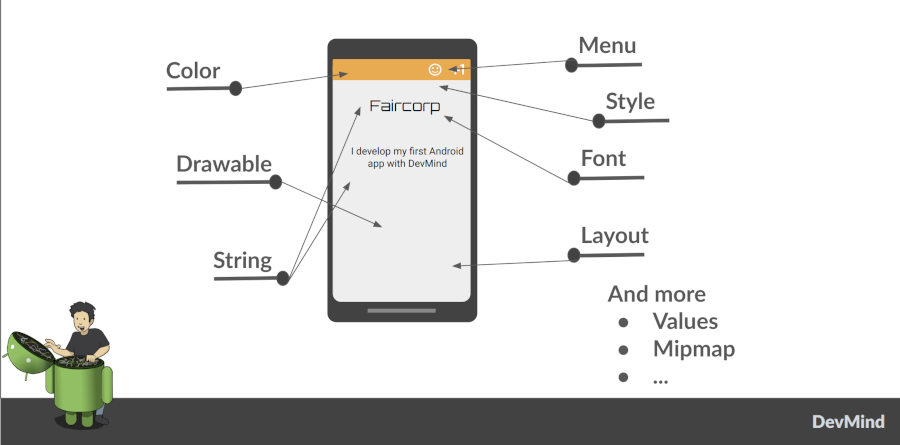 Color
Drawable
String
Faircorp
I develop my first Android
app with DevMind
Menu
Style
Font
Layout
And more
● Values
● Mipmap
● ...
DevMind